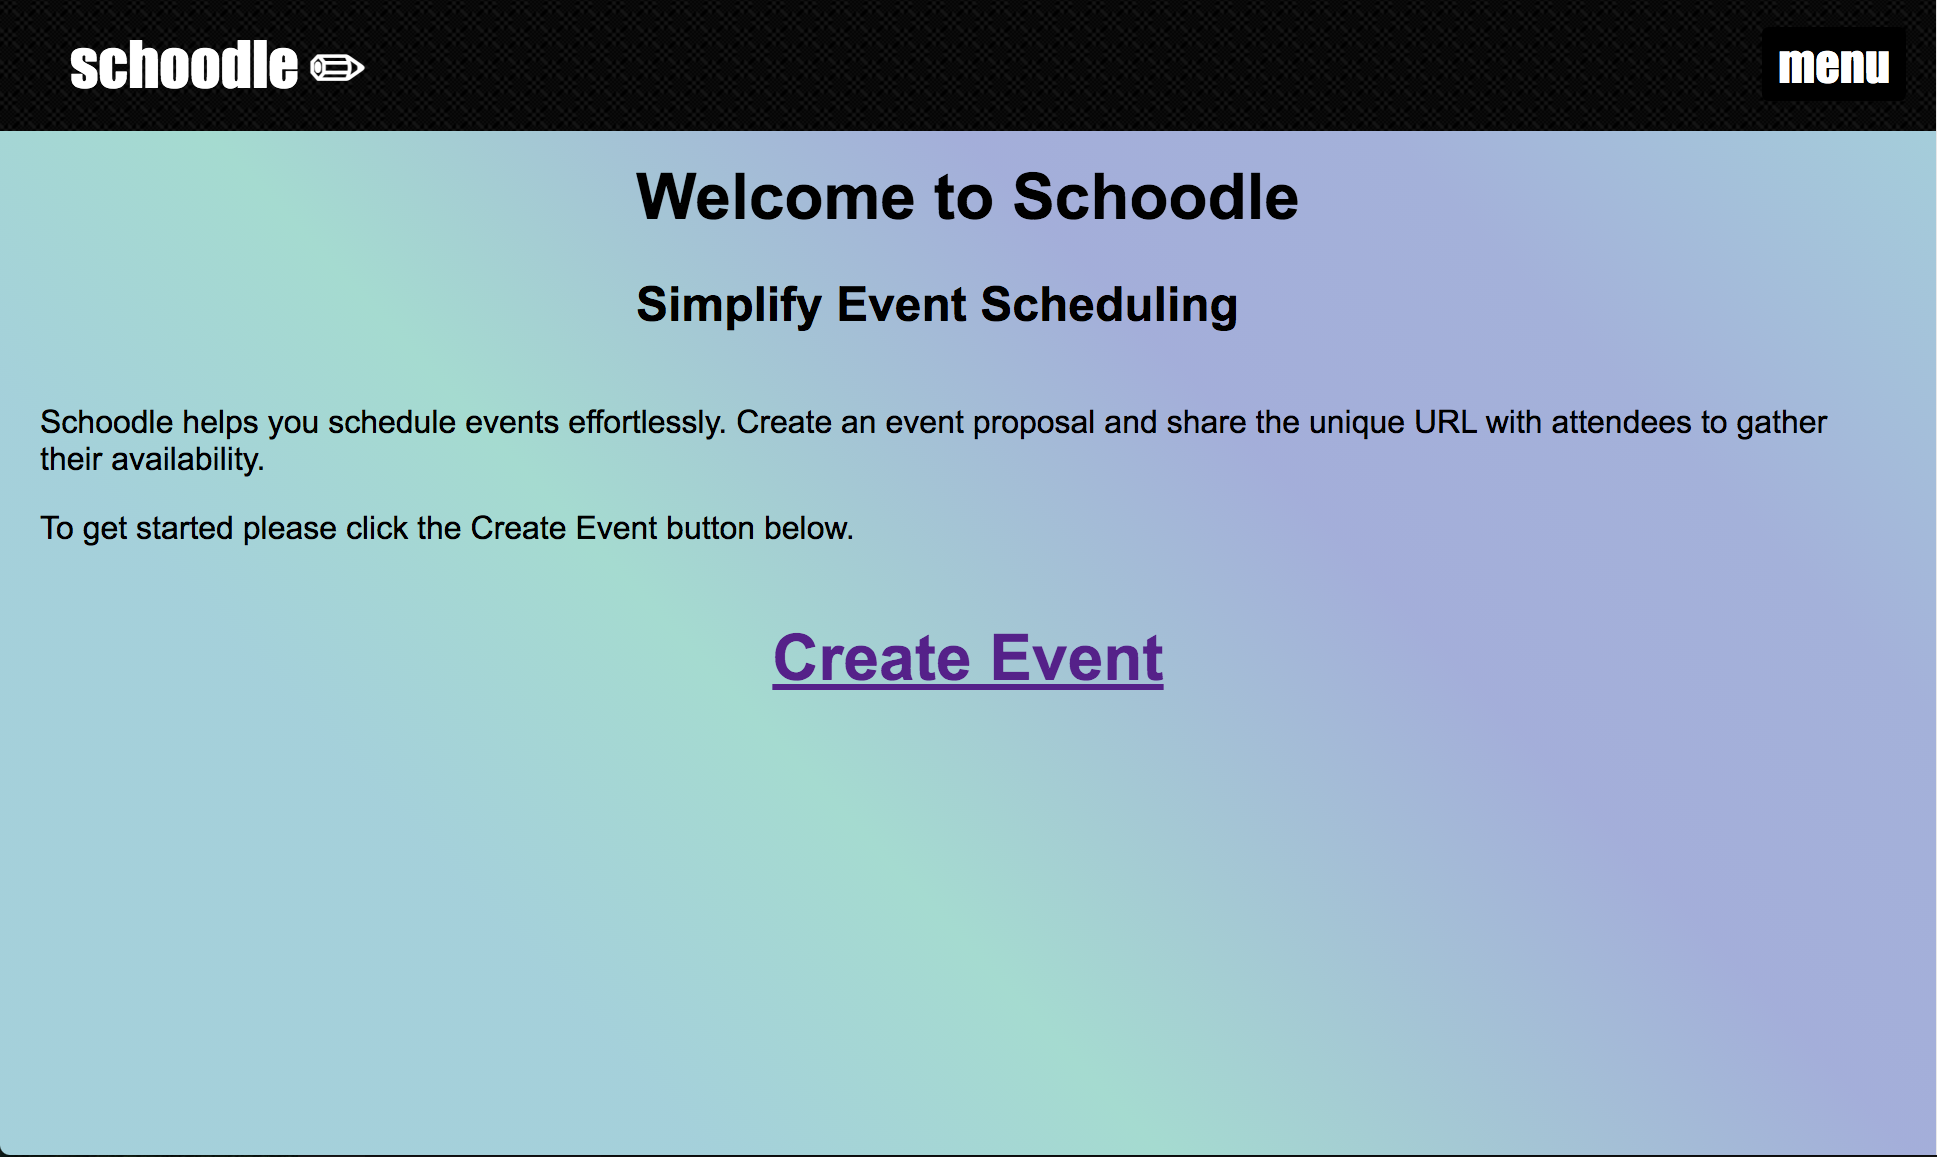 schoodle
menu
Welcome to Schoodle
Simplify Event Scheduling
Schoodle helps you schedule events effortlessly. Create an event proposal and share the unique URL with attendees to gather
their availability.
To get started please click the Create Event button below.
Create Event